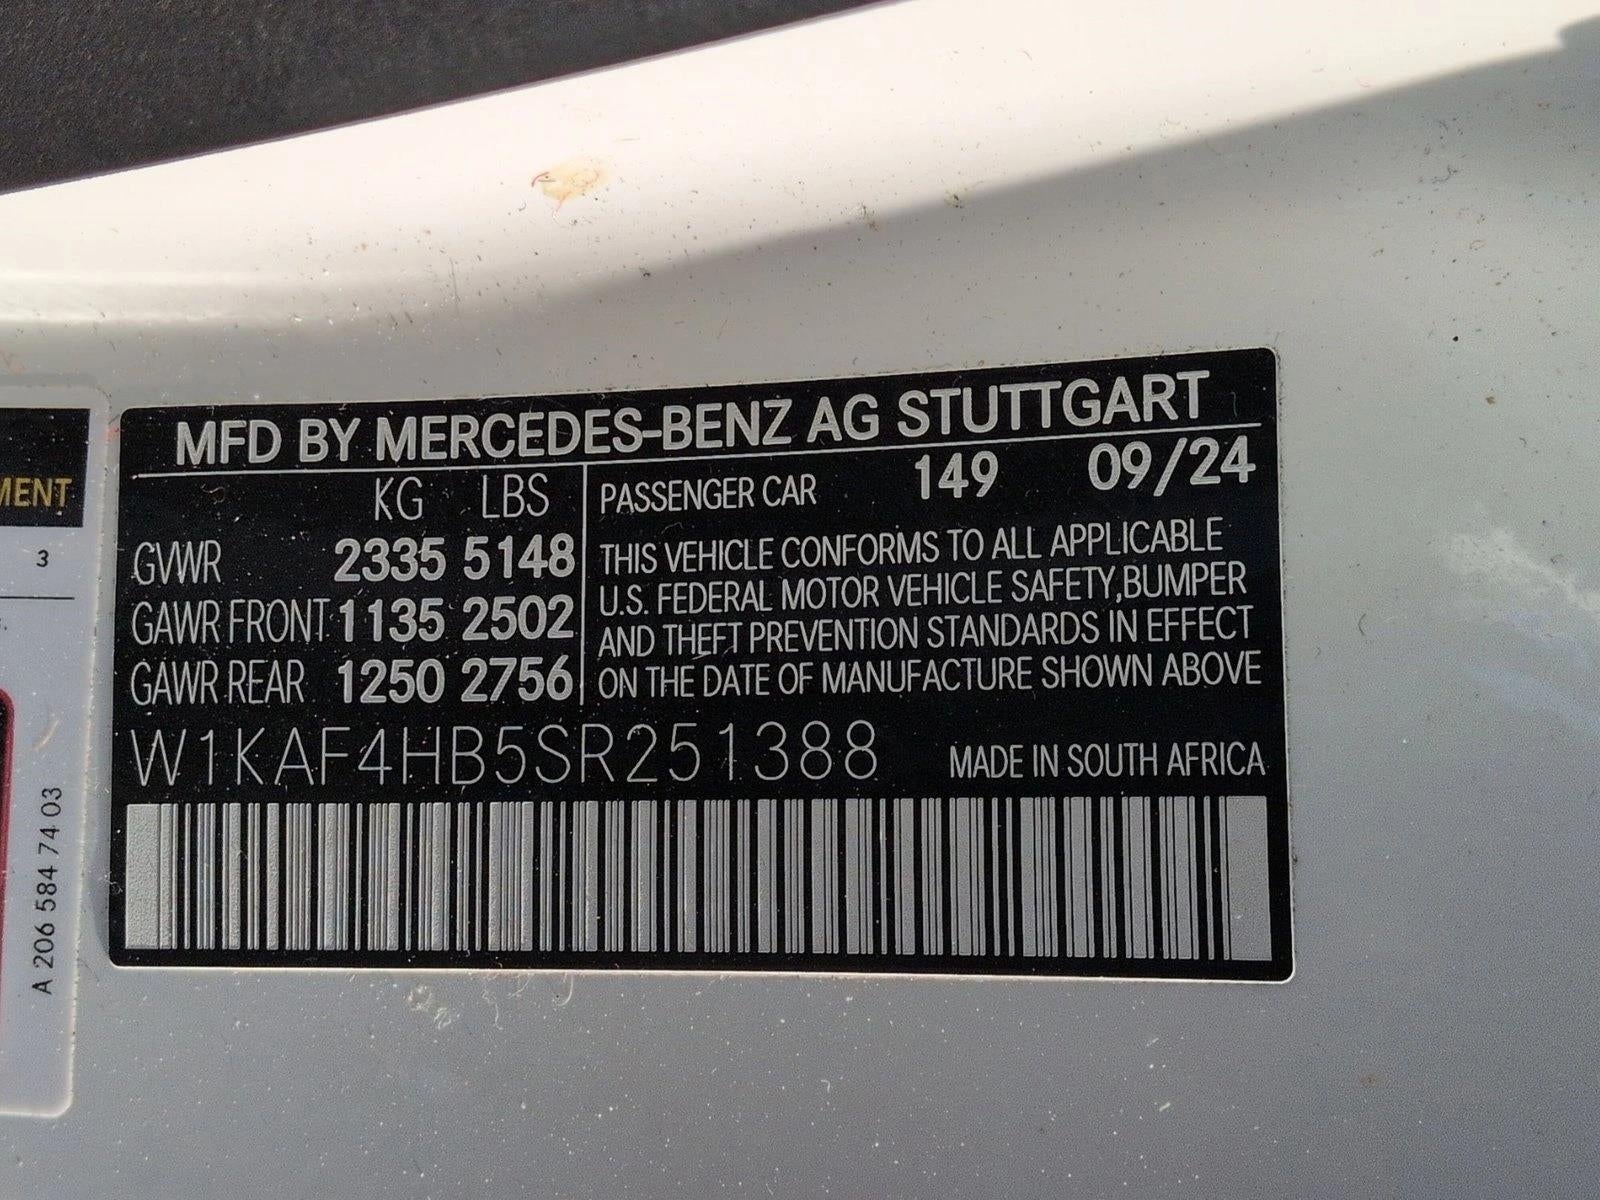 MFD BY MERCEDES-BENZ AG STUTTGART
KG LBS
GVWR 2335 5148
GAWR FRONT 1135 2502
GAWR REAR 1250 2756
PASSENGER CAR 149 09/24
THIS VEHICLE CONFORMS TO ALL APPLICABLE
U.S. FEDERAL MOTOR VEHICLE SAFETY, BUMPER
AND THEFT PREVENTION STANDARDS IN EFFECT
ON THE DATE OF MANUFACTURE SHOWN ABOVE
W1KAF4HB5SR251388 MADE IN SOUTH AFRICA
MENT
3
A 206 584 74 03